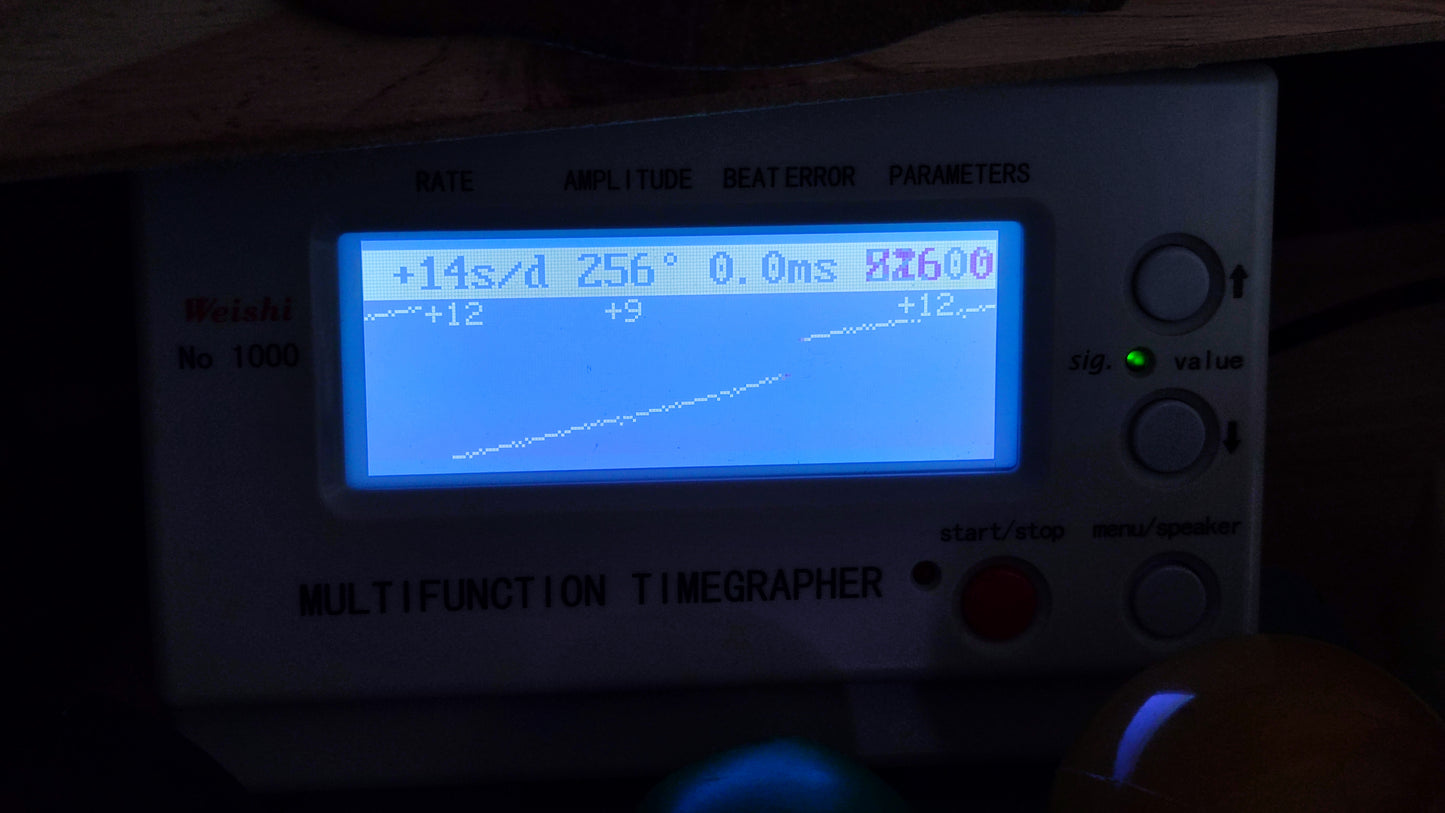 RATE AMPLITUDE BEAT ERROR PARAMETERS
+14s/d 256° 0.0ms
+12 +9 +12
Weishi
No 1000
sig. value
start/stop menu/speaker
MULTIFUNCTION TIMEGRAPHER